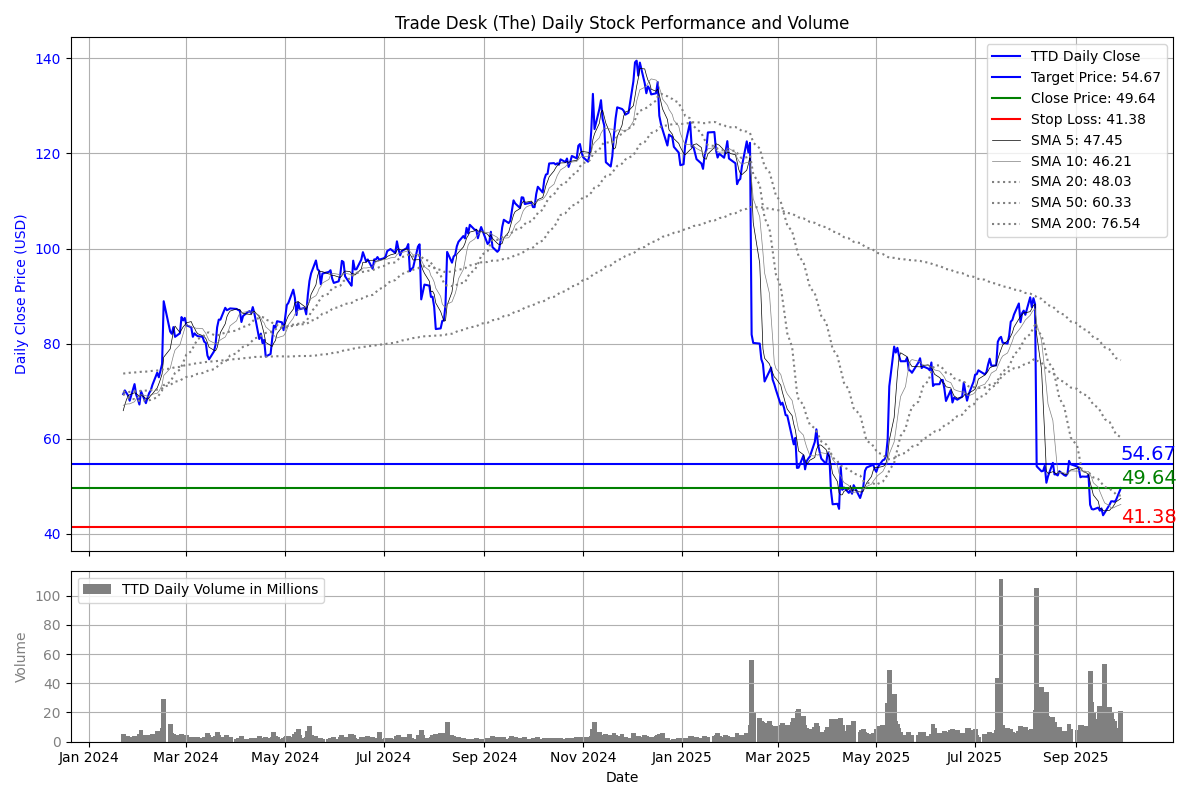 Trade Desk (The) Daily Stock Performance and Volume
Daily Close Price (USD)
140
120
100
80
60
40
TTD Daily Close
Target Price: 54.67
Close Price: 49.64
Stop Loss: 41.38
SMA 5: 47.45
SMA 10: 46.21
SMA 20: 48.03
SMA 50: 60.33
SMA 200: 76.54
54.67
49.64
41.38
TTD Daily Volume in Millions
Volume
100
80
60
40
20
0
Jan 2024 Mar 2024 May 2024 Jul 2024 Sep 2024 Nov 2024 Jan 2025 Mar 2025 May 2025 Jul 2025 Sep 2025
Date